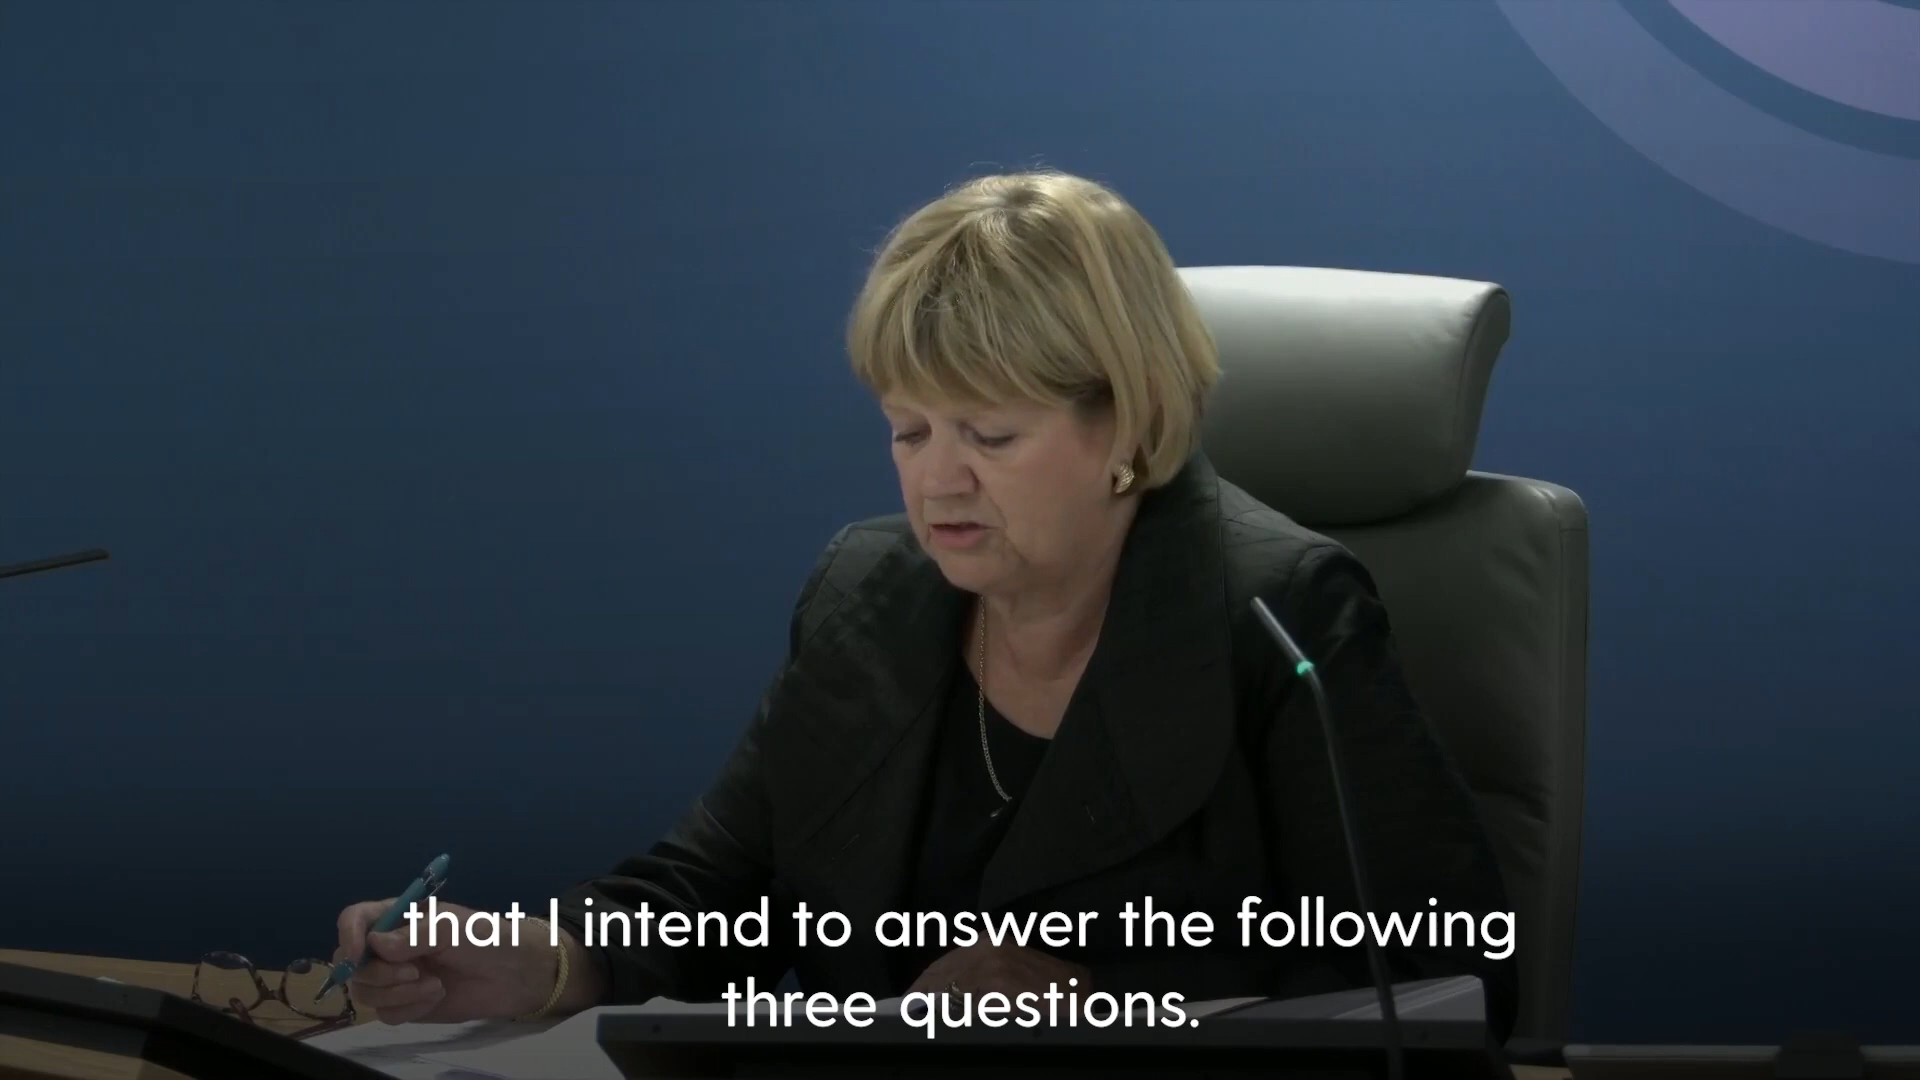 that I intend to answer the following
three questions.